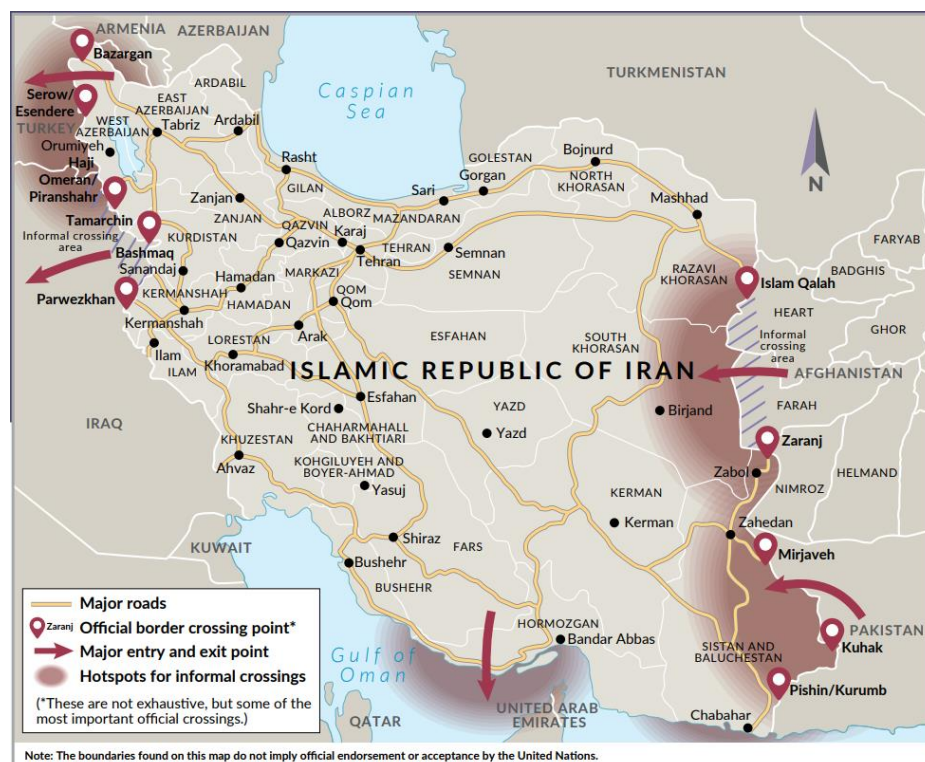 ARMENIA
AZERBAIJAN
Bazargan
TURKMENISTAN
Caspian
Sea
ARDABIL
Serow/
Esendere
EAST
AZERBAIJAN
TURKEY
WEST
AZERBAIJAN
Tabriz
Ardabil
Orumiyeh
Haji
Omeran/
Piranshahr
Rasht
GILAN
GOLESTAN
Gorgan
Bojnurd
NORTH
KHORASAN
N
Zanjan
ZANJAN
Sari
Mashhad
Tamarchin
Informal crossing
area
Bashmaq
KURDISTAN
QAZVIN
Qazvin
ALBORZ
Karaj
MAZANDARAN
TEHRAN
Tehran
Semnan
SEMNAN
FARYAB
Sanandaj
Hamadan
HAMADAN
MARKAZI
RAZAVI
KHORASAN
Islam Qalah
BADGHIS
Parwezkhan
KERMANSHAH
Kermanshah
QOM
Qom
HEART
GHOR
Ilam
ILAM
LORESTAN
Khoramabad
Arak
ESFAHAN
SOUTH
KHORASAN
Informal
crossing
area
ISLAMIC REPUBLIC OF IRAN
AFGHANISTAN
Shahr-e Kord
Esfahan
YAZD
Birjand
FARAH
IRAQ
CHAHARMAHALL
AND BAKHTIARI
Yazd
Zaranj
KHUZESTAN
Ahvaz
KOHGILUYEH AND
BOYER-AHMAD
Yasuj
Zabol
HELMAND
NIMROZ
KERMAN
Kerman
Zahedan
KUWAIT
Shiraz
FARS
Mirjaveh
Bushehr
BUSHEHR
Major roads
Zaranj
Official border crossing point*
Major entry and exit point
Hotspots for informal crossings
(*These are not exhaustive, but some of the
most important official crossings.)
HORMOZGAN
Bandar Abbas
SISTAN AND
BALUCHESTAN
PAKISTAN
Kuhak
Gulf of
Oman
Pishin/Kurumb
QATAR
UNITED ARAB
EMIRATES
Chabahar
Note: The boundaries found on this map do not imply official endorsement or acceptance by the United Nations.